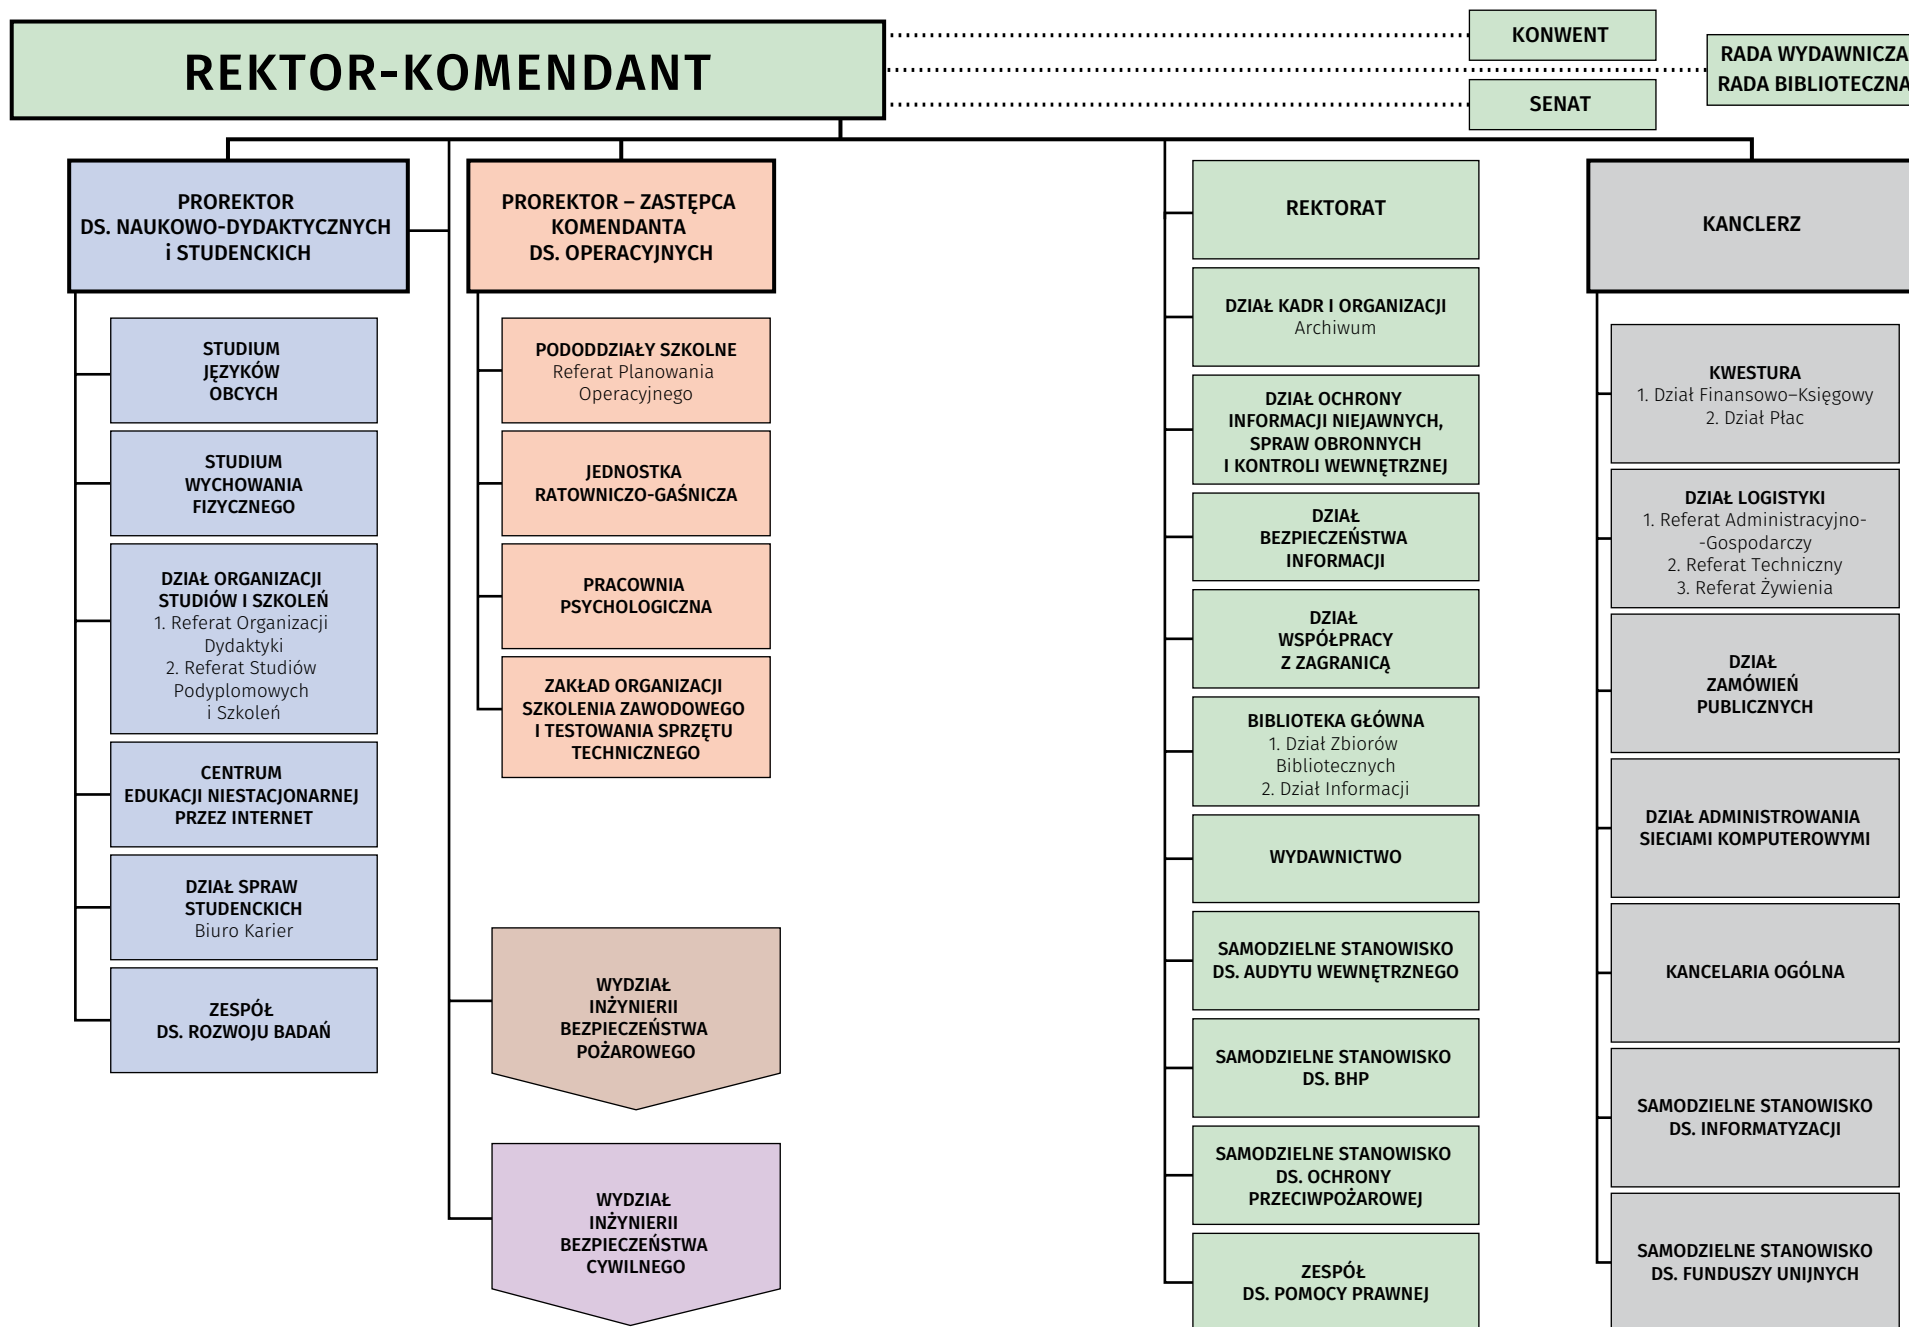 REKTOR-KOMENDANT
KONWENT
SENAT
RADA WYDAWNICZA
RADA BIBLIOTECZNA
PROREKTOR
DS. NAUKOWO-DYDAKTYCZNYCH
i STUDENCKICH
STUDIUM
JĘZYKÓW
OBCYCH
STUDIUM
WYCHOWANIA
FIZYCZNEGO
DZIAŁ ORGANIZACJI
STUDIÓW I SZKOLEŃ
1. Referat Organizacji
Dydaktyki
2. Referat Studiów
Podyplomowych
i Szkoleń
CENTRUM
EDUKACJI NIESTACJONARNEJ
PRZEZ INTERNET
DZIAŁ SPRAW
STUDENCKICH
Biuro Karier
ZESPÓŁ
DS. ROZWOJU BADAŃ
PROREKTOR – ZASTĘPCA
KOMENDANTA
DS. OPERACYJNYCH
PODODDZIAŁY SZKOLNE
Referat Planowania
Operacyjnego
JEDNOSTKA
RATOWNICZO-GAŚNICZA
PRACOWNIA
PSYCHOLOGICZNA
ZAKŁAD ORGANIZACJI
SZKOLENIA ZAWODOWEGO
I TESTOWANIA SPRZĘTU
TECHNICZNEGO
WYDZIAŁ
INŻYNIERII
BEZPIECZEŃSTWA
POŻAROWEGO
WYDZIAŁ
INŻYNIERII
BEZPIECZEŃSTWA
CYWILNEGO
REKTORAT
DZIAŁ KADR I ORGANIZACJI
Archiwum
DZIAŁ OCHRONY
INFORMACJI NIEJAWNYCH,
SPRAW OBRONNYCH
I KONTROLI WEWNĘTRZNEJ
DZIAŁ
BEZPIECZEŃSTWA
INFORMACJI
DZIAŁ
WSPÓŁPRACY
Z ZAGRANICĄ
BIBLIOTEKA GŁÓWNA
1. Dział Zbiorów
Bibliotecznych
2. Dział Informacji
WYDAWNICTWO
SAMODZIELNE STANOWISKO
DS. AUDYTU WEWNĘTRZNEGO
SAMODZIELNE STANOWISKO
DS. BHP
SAMODZIELNE STANOWISKO
DS. OCHRONY
PRZECIWPOŻAROWEJ
ZESPÓŁ
DS. POMOCY PRAWNEJ
KANCLERZ
KWESTURA
1. Dział Finansowo–Księgowy
2. Dział Płac
DZIAŁ LOGISTYKI
1. Referat Administracyjno-
-Gospodarczy
2. Referat Techniczny
3. Referat Żywienia
DZIAŁ
ZAMÓWIEŃ
PUBLICZNYCH
DZIAŁ ADMINISTROWANIA
SIECIAMI KOMPUTEROWYMI
KANCELARIA OGÓLNA
SAMODZIELNE STANOWISKO
DS. INFORMATYZACJI
SAMODZIELNE STANOWISKO
DS. FUNDUSZY UNIJNYCH